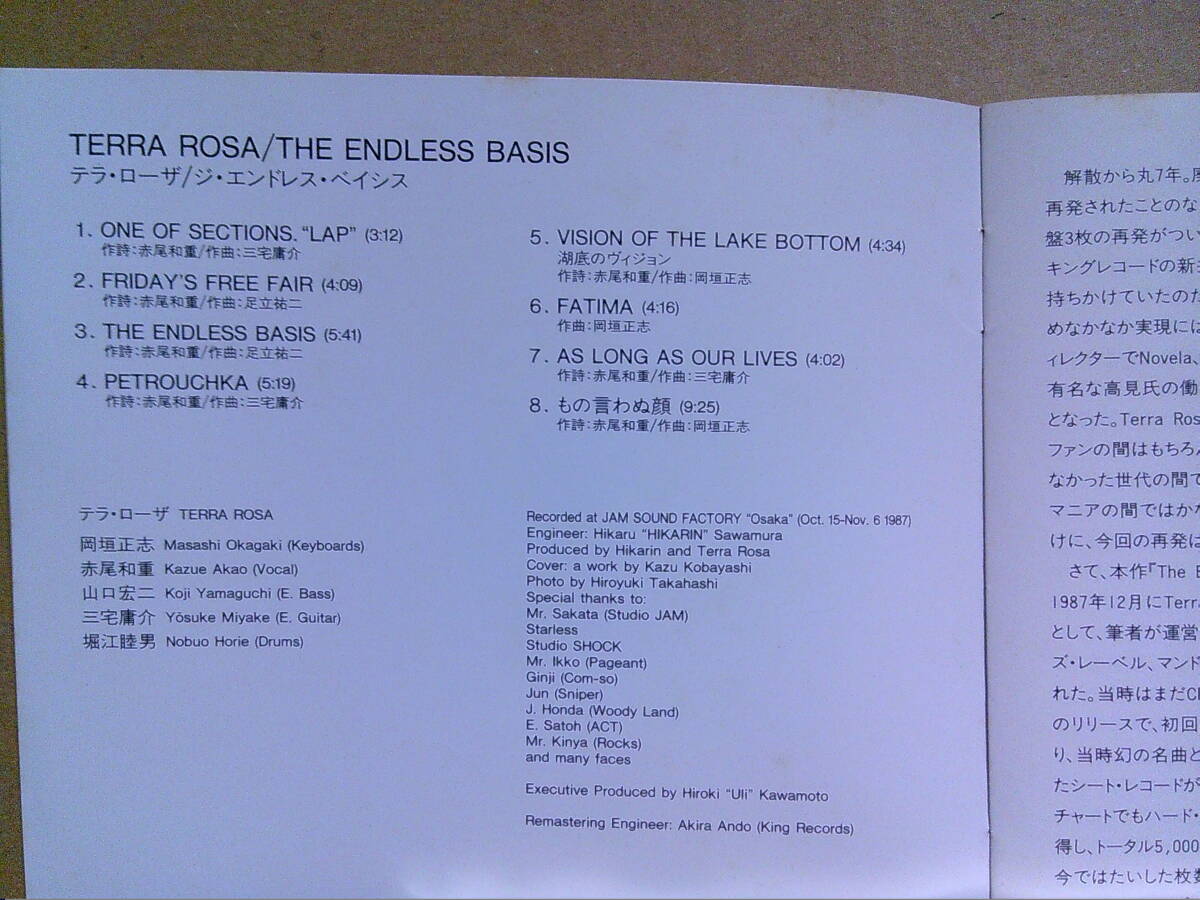 TERRA ROSA/THE ENDLESS BASIS
テラ・ローザ/ジ・エンドレス・ベイシス
1. ONE OF SECTIONS. “LAP” (3:12)
作詩:赤尾和重/作曲:三宅庸介
2. FRIDAY'S FREE FAIR (4:09)
作詩:赤尾和重/作曲:足立祐二
3. THE ENDLESS BASIS (5:41)
作詩:赤尾和重/作曲:足立祐二
4. PETROUCHKA (5:19)
作詩:赤尾和重/作曲:三宅庸介
5. VISION OF THE LAKE BOTTOM (4:34)
湖底のヴィジョン
作詩:赤尾和重/作曲:岡垣正志
6. FATIMA (4:16)
作曲:岡垣正志
7. AS LONG AS OUR LIVES (4:02)
作詩:赤尾和重/作曲:三宅庸介
8. もの言わぬ顔 (9:25)
作詩:赤尾和重/作曲:岡垣正志
テラ・ローザ TERRA ROSA
岡垣正志 Masashi Okagaki (Keyboards)
赤尾和重 Kazue Akao (Vocal)
山口宏二 Koji Yamaguchi (E. Bass)
三宅庸介 Yōsuke Miyake (E. Guitar)
堀江睦男 Nobuo Horie (Drums)
Recorded at JAM SOUND FACTORY “Osaka” (Oct. 15-Nov. 6 1987)
Engineer: Hikaru “HIKARIN” Sawamura
Produced by Hikarin and Terra Rosa
Cover: a work by Kazu Kobayashi
Photo by Hiroyuki Takahashi
Special thanks to:
Mr. Sakata (Studio JAM)
Starless
Studio SHOCK
Mr. Ikko (Pageant)
Ginji (Com-so)
Jun (Sniper)
J. Honda (Woody Land)
E. Satoh (ACT)
Mr. Kinya (Rocks)
and many faces
Executive Produced by Hiroki “Uli” Kawamoto
Remastering Engineer: Akira Ando (King Records)
解散から丸7年。
再発されたことのな
盤3枚の再発がつい
キングレコードの新
持ちかけていたのだ
めなかなか実現には
ィレクターでNovela、
有名な高見氏の働
となった。Terra Ros
ファンの間はもちろん
なかった世代の間で
マニアの間ではかな
けに、今回の再発は
さて、本作『The E
1987年12月にTerra
として、筆者が運営
ズ・レーベル、マンド
れた。当時はまだC
のリリースで、初回
り、当時幻の名曲と
たシート・レコードが
チャートでもハード・
得し、トータル5,000
今ではたいした枚数